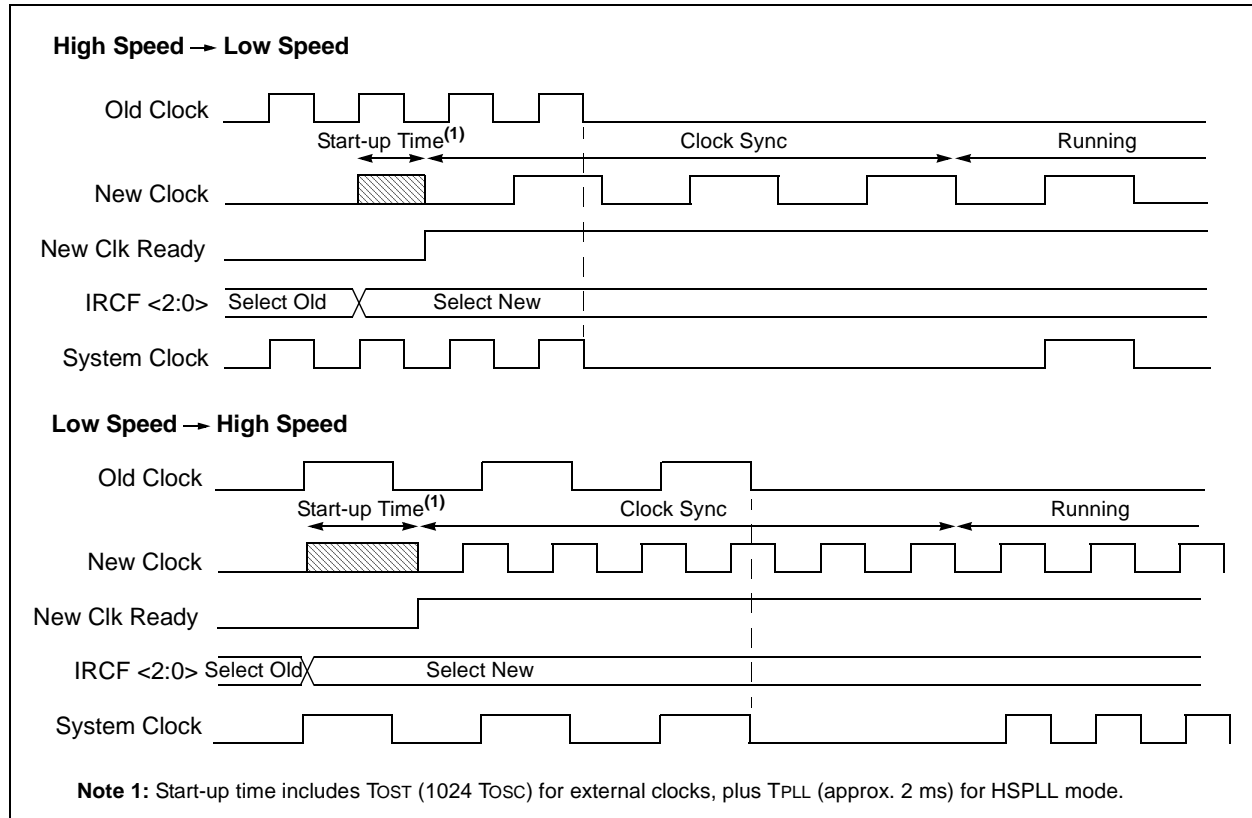 High Speed → Low Speed
Old Clock
Start-up Time(1) Clock Sync Running
New Clock
New Clk Ready
IRCF <2:0> Select Old Select New
System Clock
Low Speed → High Speed
Old Clock
Start-up Time(1) Clock Sync Running
New Clock
New Clk Ready
IRCF <2:0> Select Old Select New
System Clock
Note 1: Start-up time includes TOST (1024 TOSC) for external clocks, plus TPLL (approx. 2 ms) for HSPLL mode.